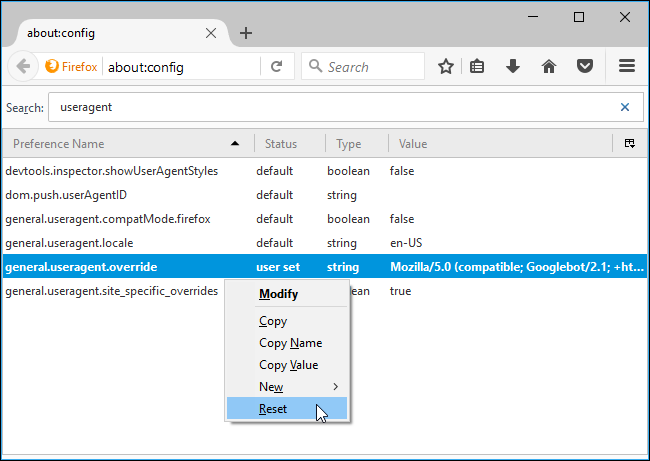 about:config
Firefox about:config Search
Search: useragent
Preference Name Status Type Value
devtools.inspector.showUserAgentStyles default boolean false
dom.push.userAgentID default string
general.useragent.compatMode.firefox default boolean false
general.useragent.locale default string en-US
general.useragent.override user set string Mozilla/5.0 (compatible; Googlebot/2.1; +ht...
general.useragent.site_specific_overrides lean true
Modify
Copy
Copy Name
Copy Value
New
Reset